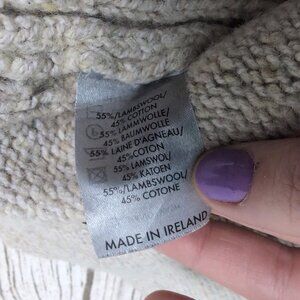 55%/LAMBSWOOL/
45% COTTON
55% LAMMWOLLE/
45% BAUMWOLLE
55% LAINE D'AGNEAU/
45%COTON
55% LAMSWOL/
45% KATOEN
55%/LAMBSWOOL/
45% COTONE
MADE IN IRELAND